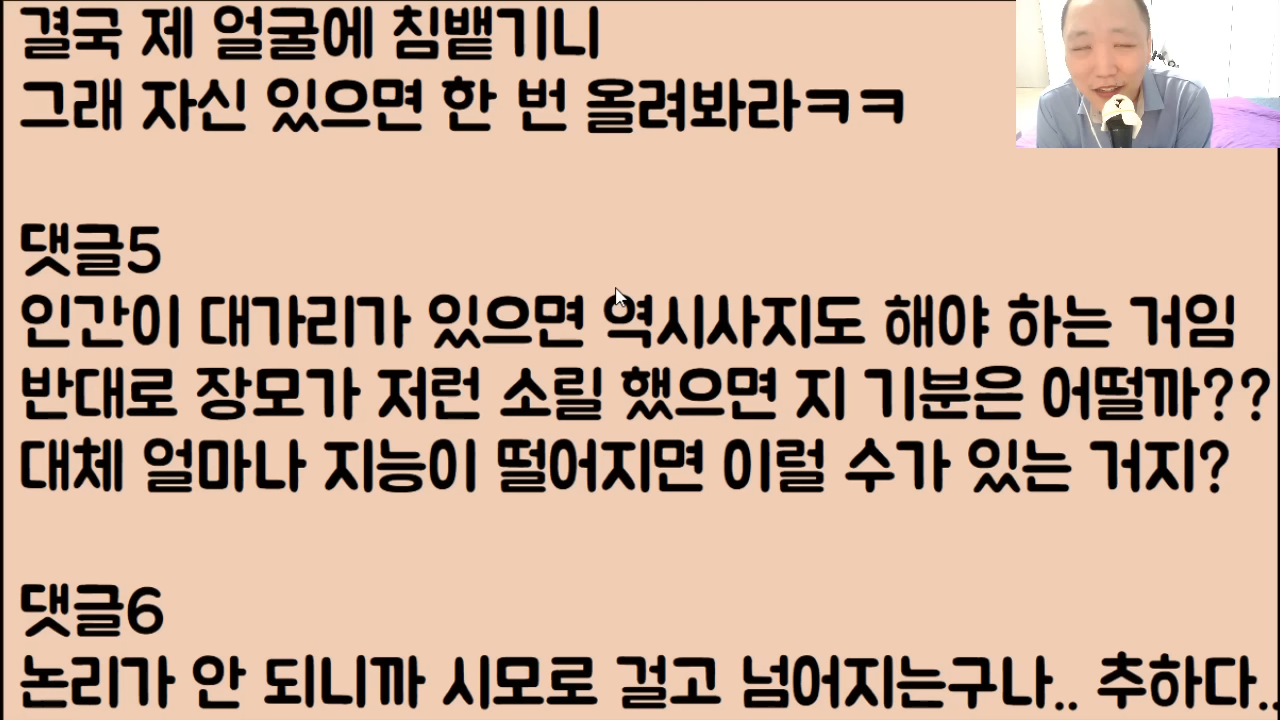 결국 제 얼굴에 침뱉기니
그래 자신 있으면 한 번 올려봐라ㅋㅋ
댓글5
인간이 대가리가 있으면 역시사지도 해야 하는 거임
반대로 장모가 저런 소릴 했으면 지 기분은 어떨까??
대체 얼마나 지능이 떨어지면 이럴 수가 있는 거지?
댓글6
논리가 안 되니까 시모로 걸고 넘어지는구나.. 추하다..